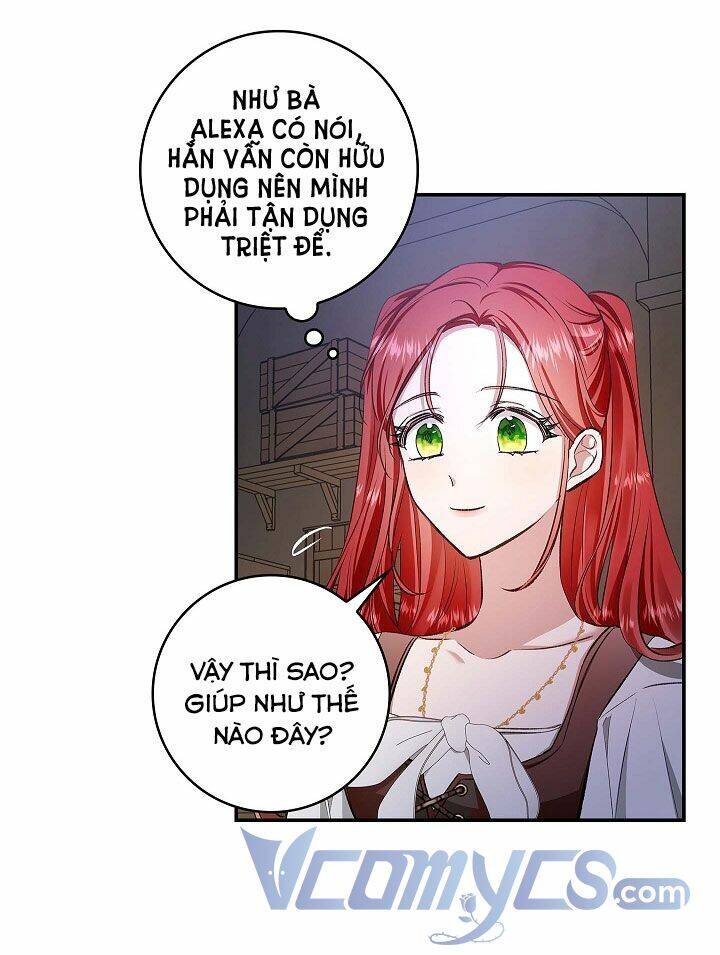 NHƯ BÀ
ALEXA CÓ NÓI,
HẮN VẪN CÒN HỮU
DỤNG NÊN MÌNH
PHẢI TẬN DỤNG
TRIỆT ĐỂ.
VẬY THÌ SAO?
GIÚP NHƯ THẾ
NÀO ĐÂY?
VCOMYCS.com